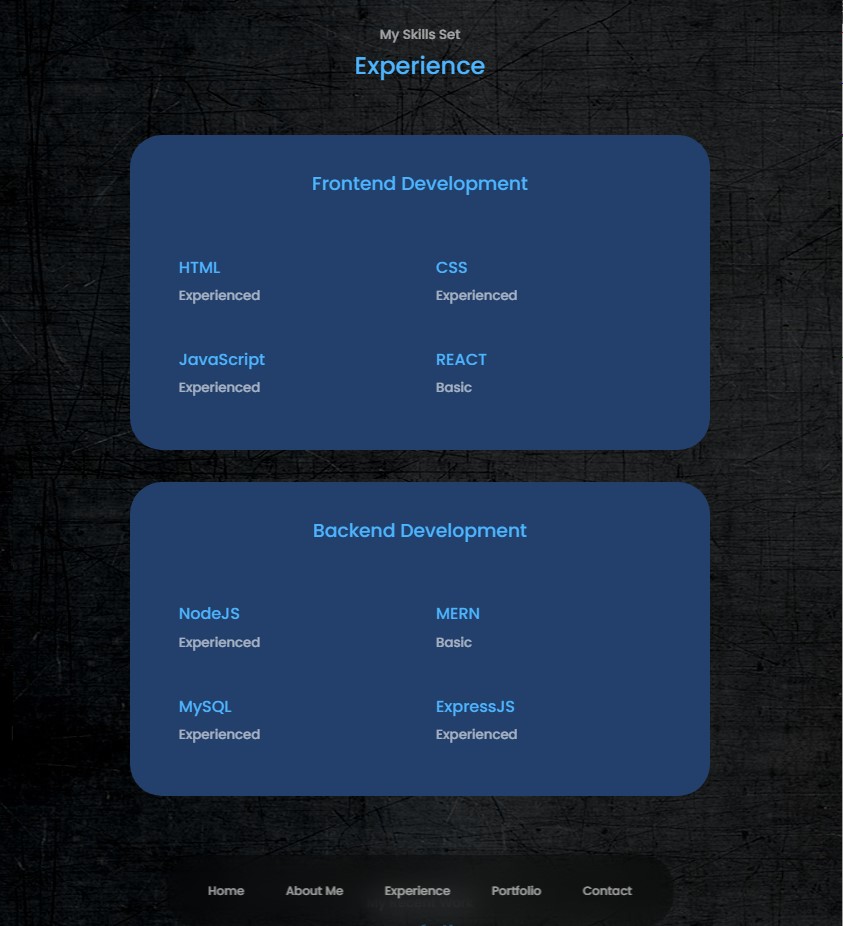 My Skills Set
Experience
Frontend Development
HTML
Experienced
CSS
Experienced
JavaScript
Experienced
REACT
Basic
Backend Development
NodeJS
Experienced
MERN
Basic
MySQL
Experienced
ExpressJS
Experienced
Home About Me Experience Portfolio Contact